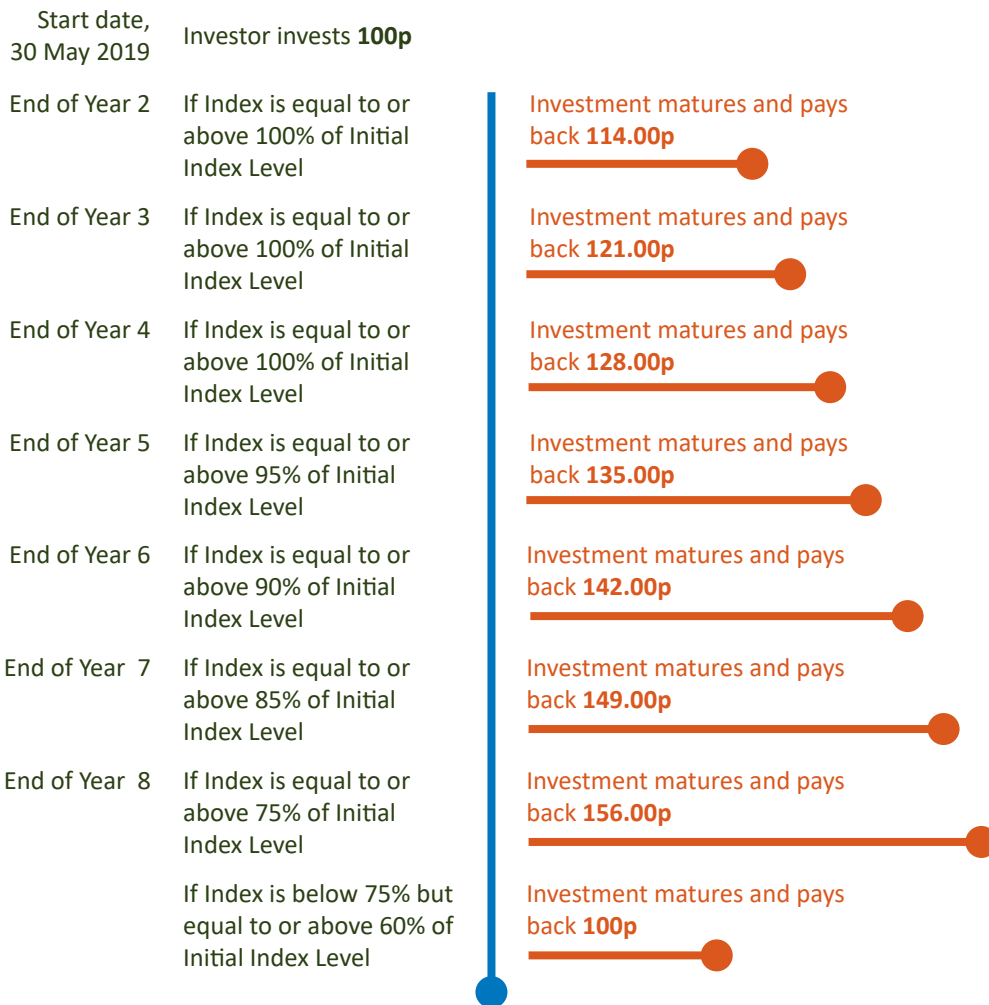 Start date,
30 May 2019
Investor invests 100p
End of Year 2
If Index is equal to or
above 100% of Initial
Index Level
Investment matures and pays
back 114.00p
End of Year 3
If Index is equal to or
above 100% of Initial
Index Level
Investment matures and pays
back 121.00p
End of Year 4
If Index is equal to or
above 100% of Initial
Index Level
Investment matures and pays
back 128.00p
End of Year 5
If Index is equal to or
above 95% of Initial
Index Level
Investment matures and pays
back 135.00p
End of Year 6
If Index is equal to or
above 90% of Initial
Index Level
Investment matures and pays
back 142.00p
End of Year 7
If Index is equal to or
above 85% of Initial
Index Level
Investment matures and pays
back 149.00p
End of Year 8
If Index is equal to or
above 75% of Initial
Index Level
Investment matures and pays
back 156.00p
If Index is below 75% but
equal to or above 60% of
Initial Index Level
Investment matures and pays
back 100p